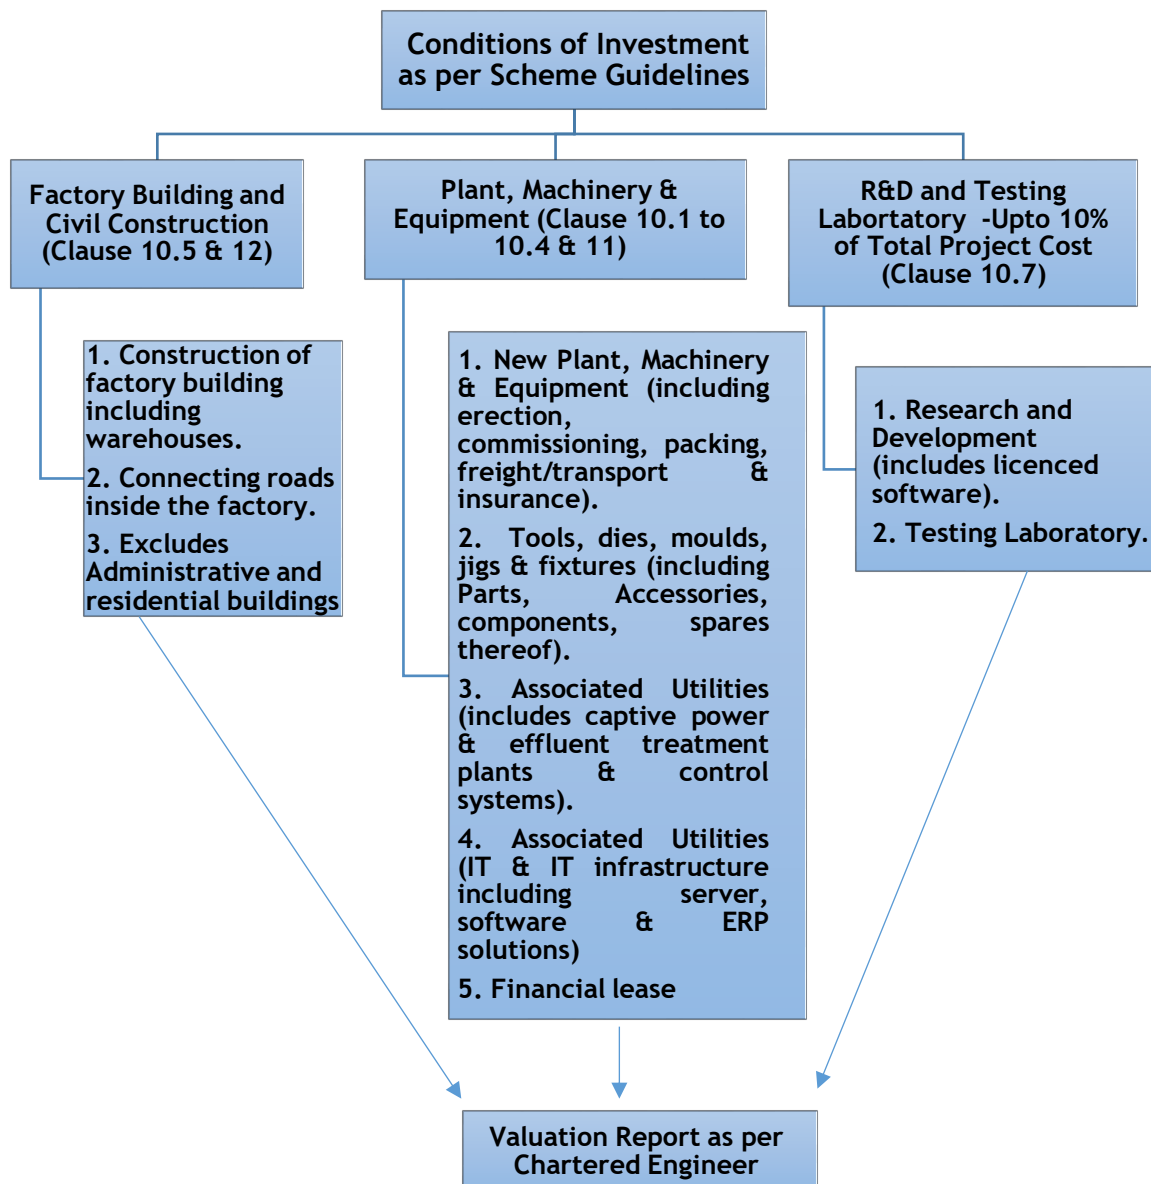 Conditions of Investment
as per Scheme Guidelines
Factory Building and
Civil Construction
(Clause 10.5 & 12)
Plant, Machinery &
Equipment (Clause 10.1 to
10.4 & 11)
R&D and Testing
Labortatory -Upto 10%
of Total Project Cost
(Clause 10.7)
1. Construction of
factory building
including
warehouses.
2. Connecting roads
inside the factory.
3. Excludes
Administrative and
residential buildings
1. New Plant, Machinery
& Equipment (including
erection,
commissioning, packing,
freight/transport &
insurance).
2. Tools, dies, moulds,
jigs & fixtures (including
Parts, Accessories,
components, spares
thereof).
3. Associated Utilities
(includes captive power
& effluent treatment
plants & control
systems).
4. Associated Utilities
(IT & IT infrastructure
including server,
software & ERP
solutions)
5. Financial lease
1. Research and
Development
(includes licenced
software).
2. Testing Laboratory.
Valuation Report as per
Chartered Engineer